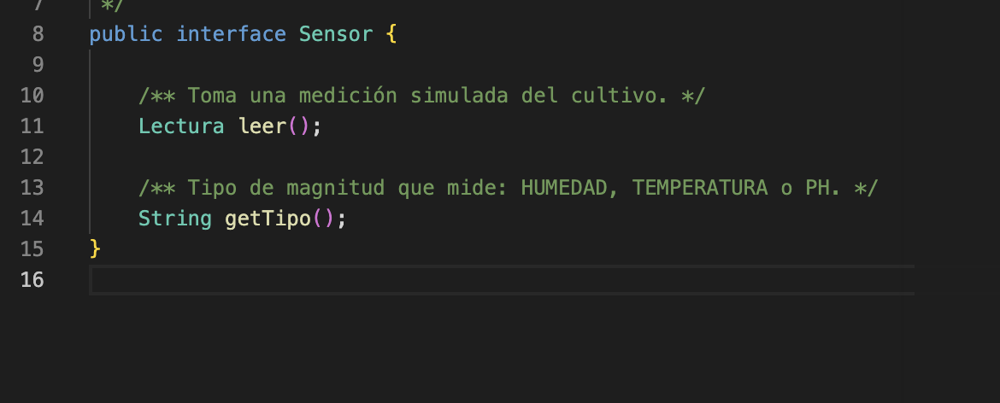 7 */
8 public interface Sensor {
9
10 /** Toma una medición simulada del cultivo. */
11 Lectura leer();
12
13 /** Tipo de magnitud que mide: HUMEDAD, TEMPERATURA o PH. */
14 String getTipo();
15 }
16